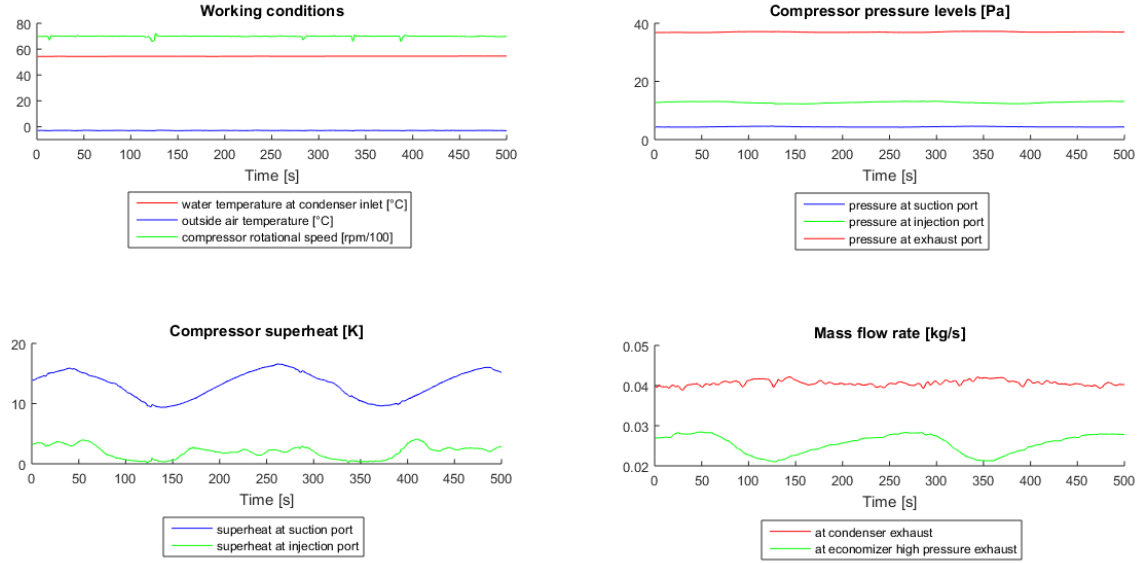 Working conditions
80
60
40
20
0
0 50 100 150 200 250 300 350 400 450 500
Time [s]
water temperature at condenser inlet [°C]
outside air temperature [°C]
compressor rotational speed [rpm/100]
Compressor pressure levels [Pa]
40
20
0
0 50 100 150 200 250 300 350 400 450 500
Time [s]
pressure at suction port
pressure at injection port
pressure at exhaust port
Compressor superheat [K]
20
10
0
0 50 100 150 200 250 300 350 400 450 500
Time [s]
superheat at suction port
superheat at injection port
Mass flow rate [kg/s]
0.05
0.04
0.03
0.02
0 50 100 150 200 250 300 350 400 450 500
Time [s]
at condenser exhaust
at economizer high pressure exhaust